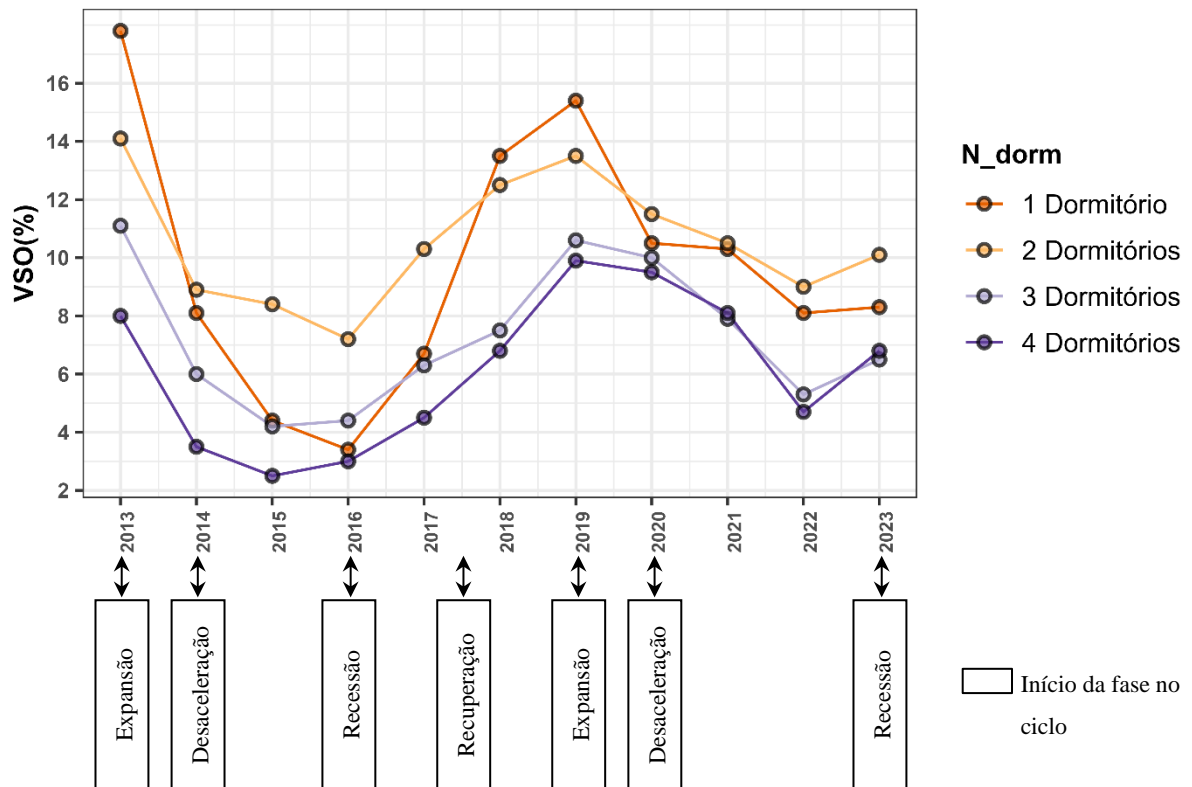 VSO(%)
16
14
12
10
8
6
4
2
2013
2014
2015
2016
2017
2018
2019
2020
2021
2022
2023
N_dorm
1 Dormitório
2 Dormitórios
3 Dormitórios
4 Dormitórios
Expansão
Desaceleração
Recessão
Recuperação
Expansão
Desaceleração
Recessão
Início da fase no
ciclo